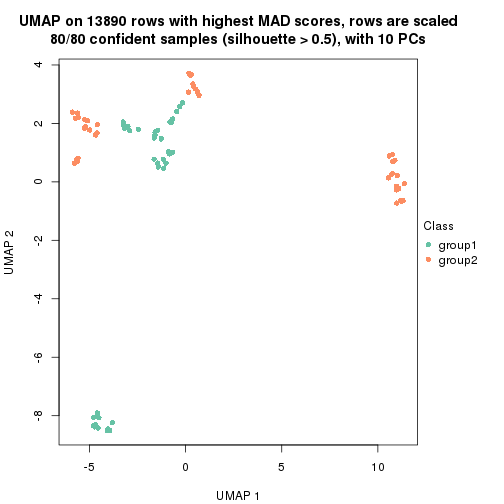 UMAP on 13890 rows with highest MAD scores, rows are scaled
80/80 confident samples (silhouette > 0.5), with 10 PCs
4
2
0
-2
-4
-6
-8
UMAP 2
-5
0
5
10
UMAP 1
Class
group1
group2